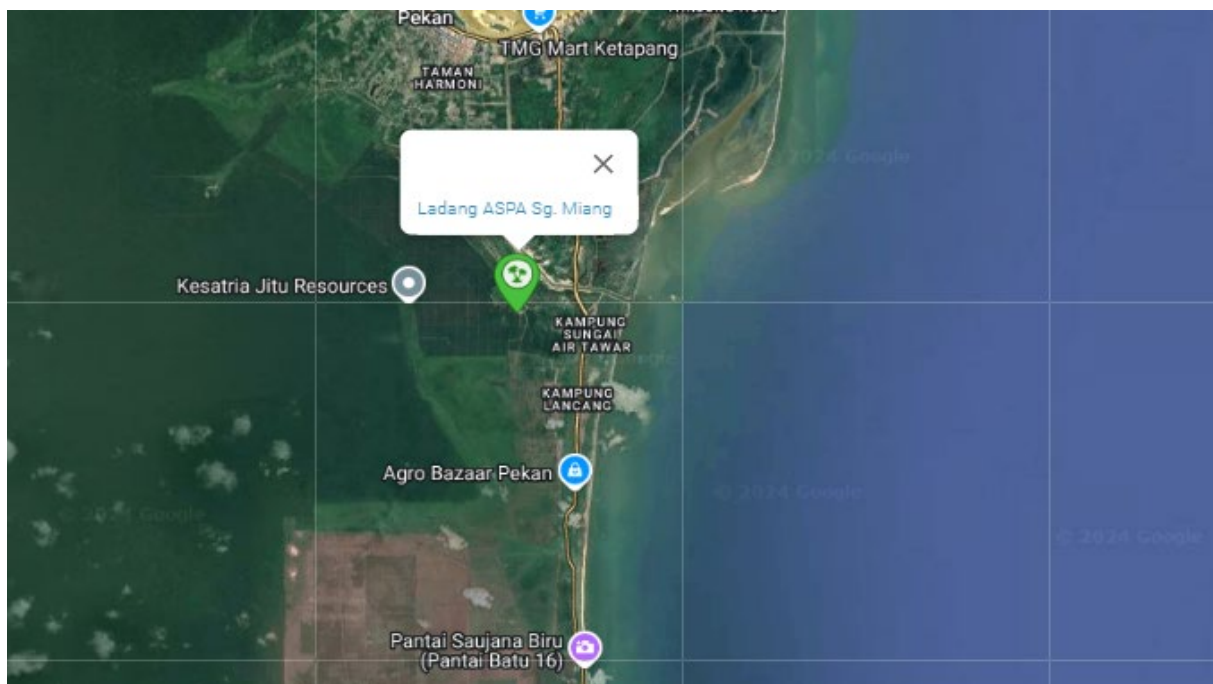 Pekan
TMG Mart Ketapang
TAMAN
HARMONI
2024 Google
Ladang ASPA Sg. Miang
Kesatria Jitu Resources
KAMPUNG
SUNGAI
AIR TAWAR
KAMPUNG
LANCANG
Agro Bazaar Pekan
© 2024 Google
© 2024 Google
© 2024 Google
Pantai Saujana Biru
(Pantai Batu 16)